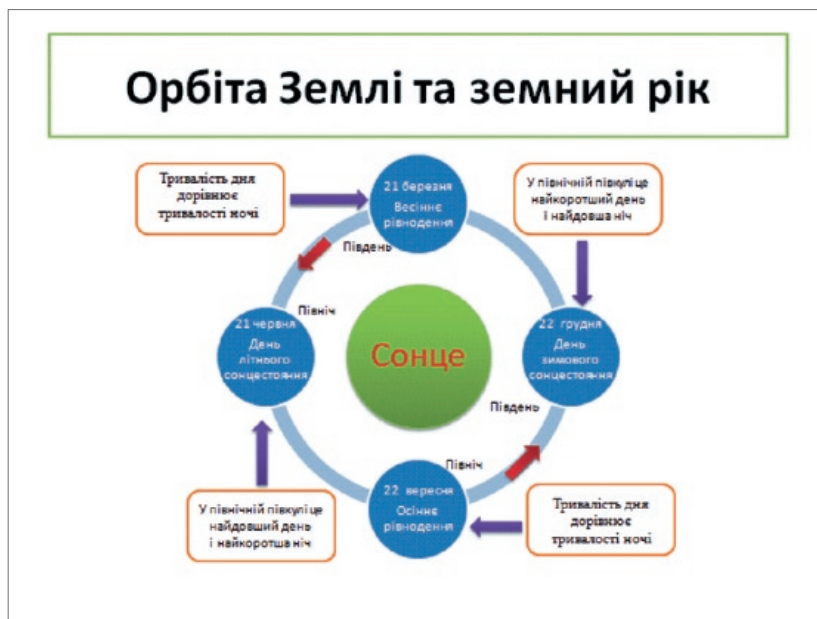 Орбіта Землі та земний рік
Тривалість дня
дорівнює
тривалості ночі
21 березня
Весіннє
рівнодення
У північній півкулі це
найкоротший день
і найдовша ніч
Південь
Північ
21 червня
День
літнього
сонцестояння
Сонце
22 грудня
День
зимового
сонцестояння
Південь
Північ
У північній півкулі це
найдовший день
і найкоротша ніч
22 вересня
Осіннє
рівнодення
Тривалість дня
дорівнює
тривалості ночі